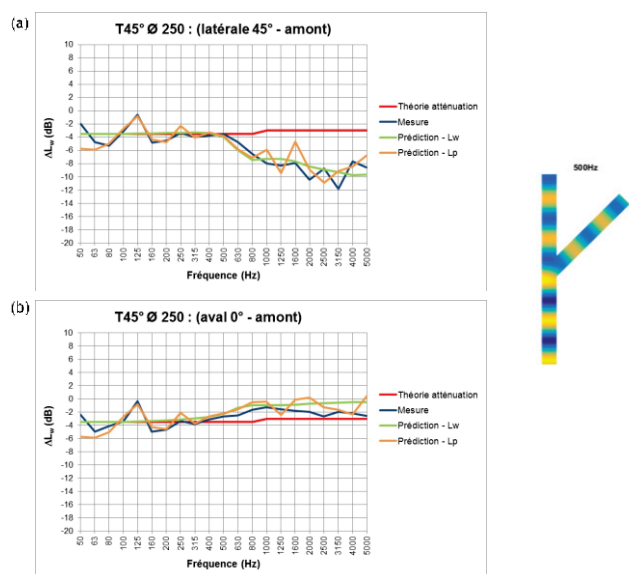 (a)
T45° Ø 250 : (latérale 45° - amont)
10
8
6
4
2
0
-2
-4
-6
-8
-10
-12
-14
-16
-18
-20
ΔLw (dB)
50 63 80 100 125 160 200 250 315 400 500 630 800 1000 1250 1600 2000 2500 3150 4000 5000
Fréquence (Hz)
Théorie atténuation
Mesure
Prédiction - Lw
Prédiction - Lp
500Hz
(b)
T45° Ø 250 : (aval 0° - amont)
10
8
6
4
2
0
-2
-4
-6
-8
-10
-12
-14
-16
-18
-20
ΔLw (dB)
50 63 80 100 125 160 200 250 315 400 500 630 800 1000 1250 1600 2000 2500 3150 4000 5000
Fréquence (Hz)
Théorie atténuation
Mesure
Prédiction - Lw
Prédiction - Lp